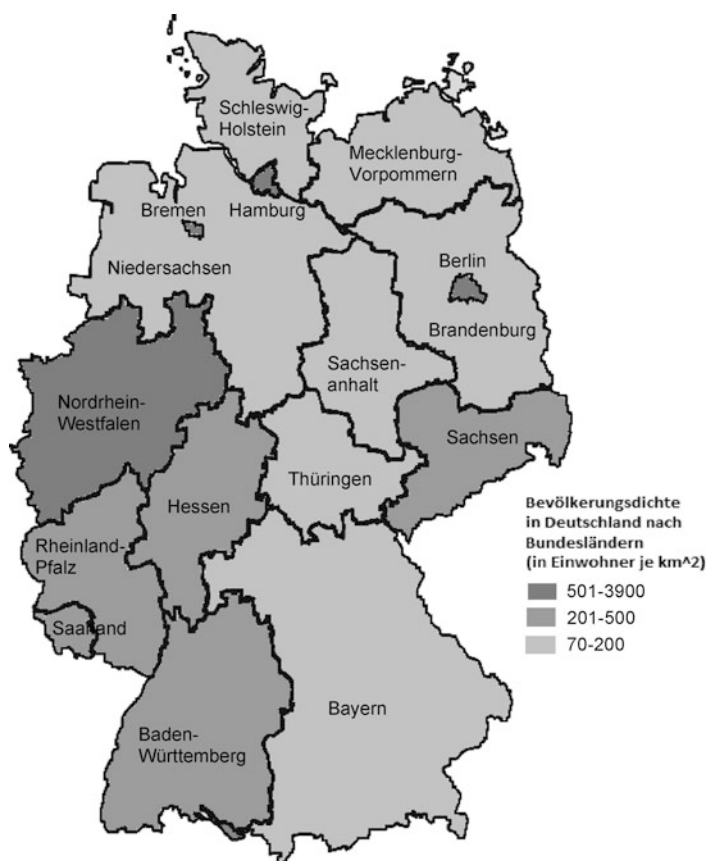 Schleswig-
Holstein
Mecklenburg-
Vorpommern
Bremen
Hamburg
Niedersachsen
Berlin
Brandenburg
Sachsen-
anhalt
Nordrhein-
Westfalen
Sachsen
Thüringen
Hessen
Rheinland-
Pfalz
Saarland
Bayern
Baden-
Württemberg
Bevölkerungsdichte
in Deutschland nach
Bundesländern
(in Einwohner je km^2)
501-3900
201-500
70-200